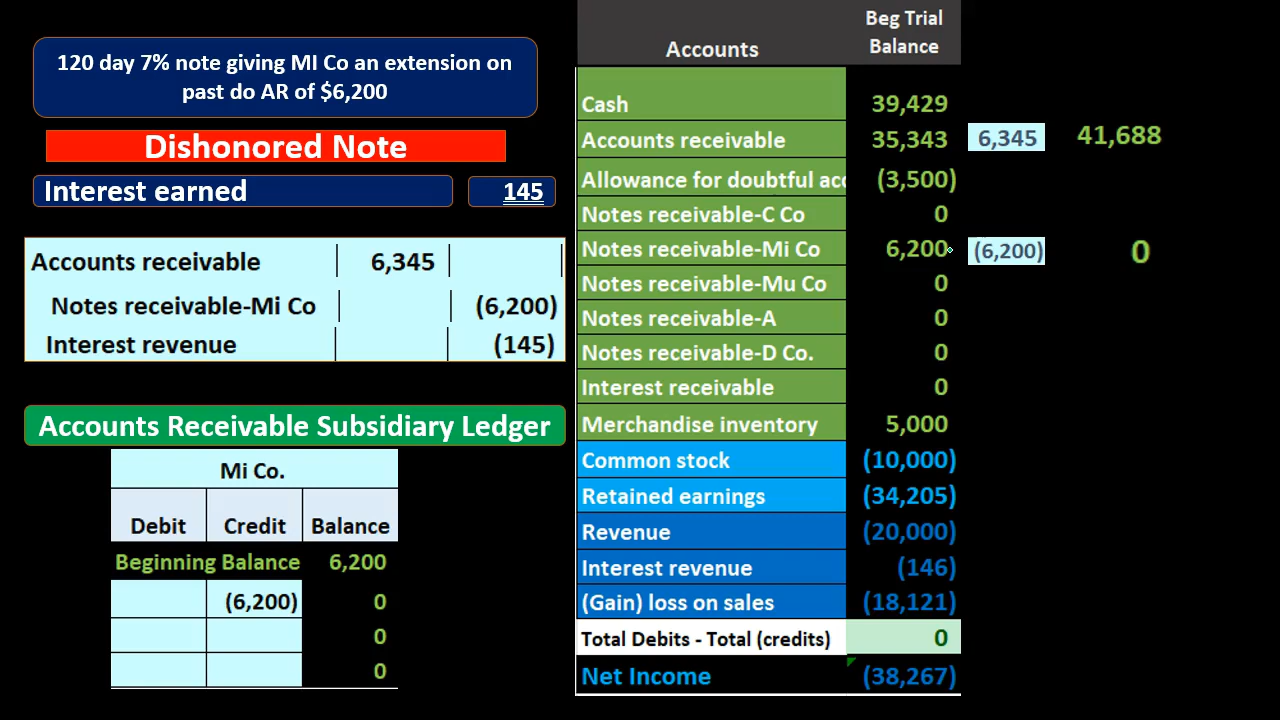 120 day 7% note giving MI Co an extension on
past do AR of $6,200
Dishonored Note
Interest earned 145
Accounts receivable 6,345
Notes receivable-Mi Co (6,200)
Interest revenue (145)
Accounts Receivable Subsidiary Ledger
Mi Co.
Debit Credit Balance
Beginning Balance 6,200
(6,200) 0
0
0
Accounts Beg Trial
Balance
Cash 39,429
Accounts receivable 35,343 6,345 41,688
Allowance for doubtful acc (3,500)
Notes receivable-C Co 0
Notes receivable-Mi Co 6,200 (6,200) 0
Notes receivable-Mu Co 0
Notes receivable-A 0
Notes receivable-D Co. 0
Interest receivable 0
Merchandise inventory 5,000
Common stock (10,000)
Retained earnings (34,205)
Revenue (20,000)
Interest revenue (146)
(Gain) loss on sales (18,121)
Total Debits - Total (credits) 0
Net Income (38,267)